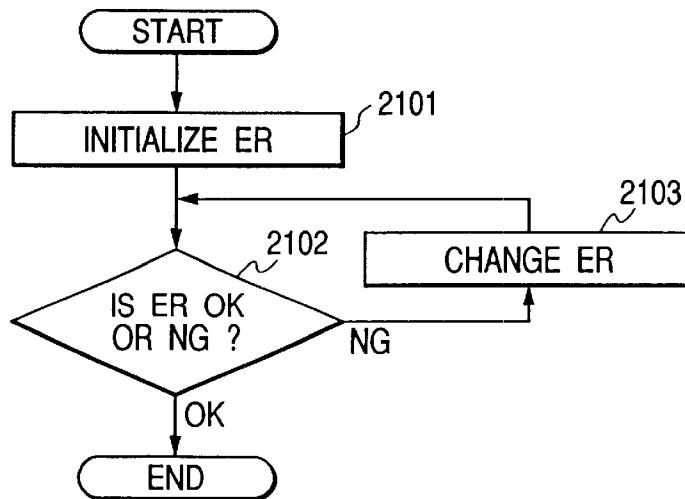 START
2101
INITIALIZE ER
2103
CHANGE ER
2102
IS ER OK
OR NG ?
NG
OK
END